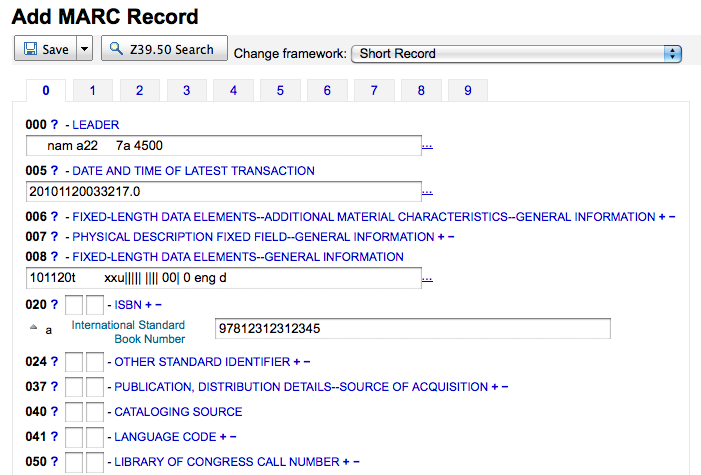 Add MARC Record
Save Z39.50 Search Change framework: Short Record
0 1 2 3 4 5 6 7 8 9
000 ? - LEADER
nam a22 7a 4500 ...
005 ? - DATE AND TIME OF LATEST TRANSACTION
20101120033217.0 ...
006 ? - FIXED-LENGTH DATA ELEMENTS--ADDITIONAL MATERIAL CHARACTERISTICS--GENERAL INFORMATION + −
007 ? - PHYSICAL DESCRIPTION FIXED FIELD--GENERAL INFORMATION + −
008 ? - FIXED-LENGTH DATA ELEMENTS--GENERAL INFORMATION
101120t xxu||||| |||| 00| 0 eng d ...
020 ? - ISBN + −
a International Standard 97812312312345
Book Number
024 ? - OTHER STANDARD IDENTIFIER + −
037 ? - PUBLICATION, DISTRIBUTION DETAILS--SOURCE OF ACQUISITION + −
040 ? - CATALOGING SOURCE
041 ? - LANGUAGE CODE + −
050 ? - LIBRARY OF CONGRESS CALL NUMBER + −